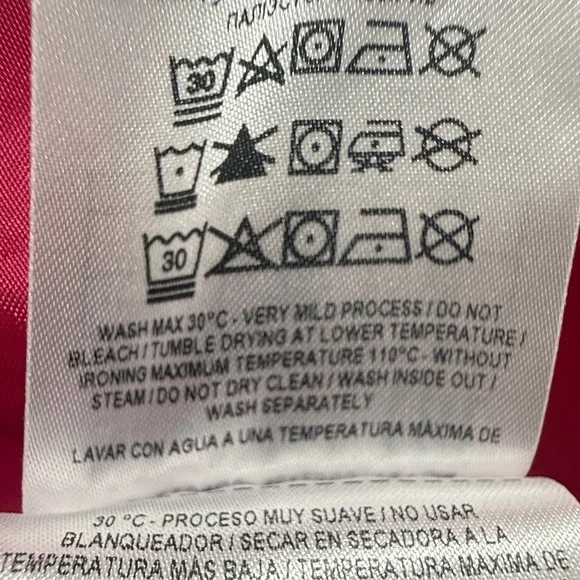 30
30
WASH MAX 30°C - VERY MILD PROCESS / DO NOT
BLEACH / TUMBLE DRYING AT LOWER TEMPERATURE /
IRONING MAXIMUM TEMPERATURE 110°C - WITHOUT
STEAM / DO NOT DRY CLEAN / WASH INSIDE OUT /
WASH SEPARATELY
LAVAR CON AGUA A UNA TEMPERATURA MÁXIMA DE
30 °C - PROCESO MUY SUAVE / NO USAR
BLANQUEADOR / SECAR EN SECADORA A LA
TEMPERATURA MÁS BAJA / TEMPERATURA MÁXIMA DE